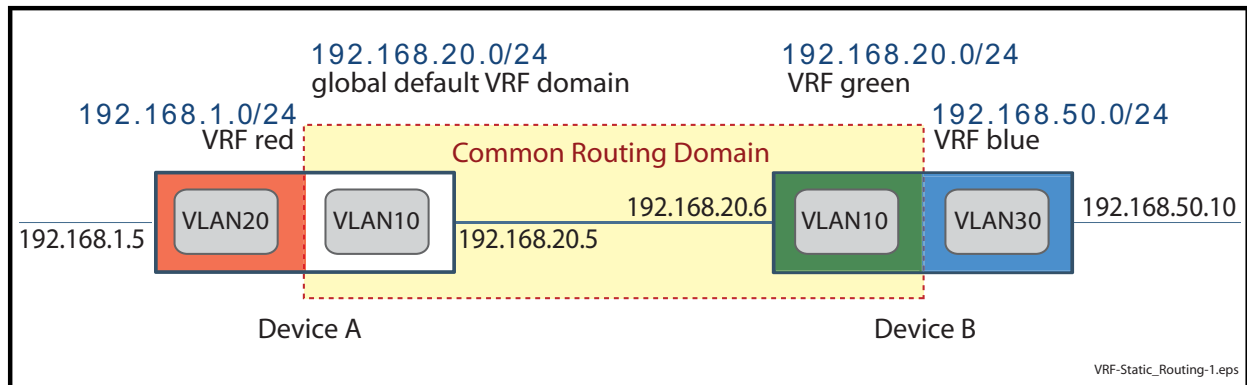 192.168.20.0/24
global default VRF domain
192.168.20.0/24
VRF green
192.168.1.0/24
VRF red
192.168.50.0/24
VRF blue
Common Routing Domain
VLAN20
VLAN10
VLAN10
VLAN30
192.168.1.5
192.168.20.5
192.168.20.6
192.168.50.10
Device A
Device B
VRF-Static_Routing-1.eps